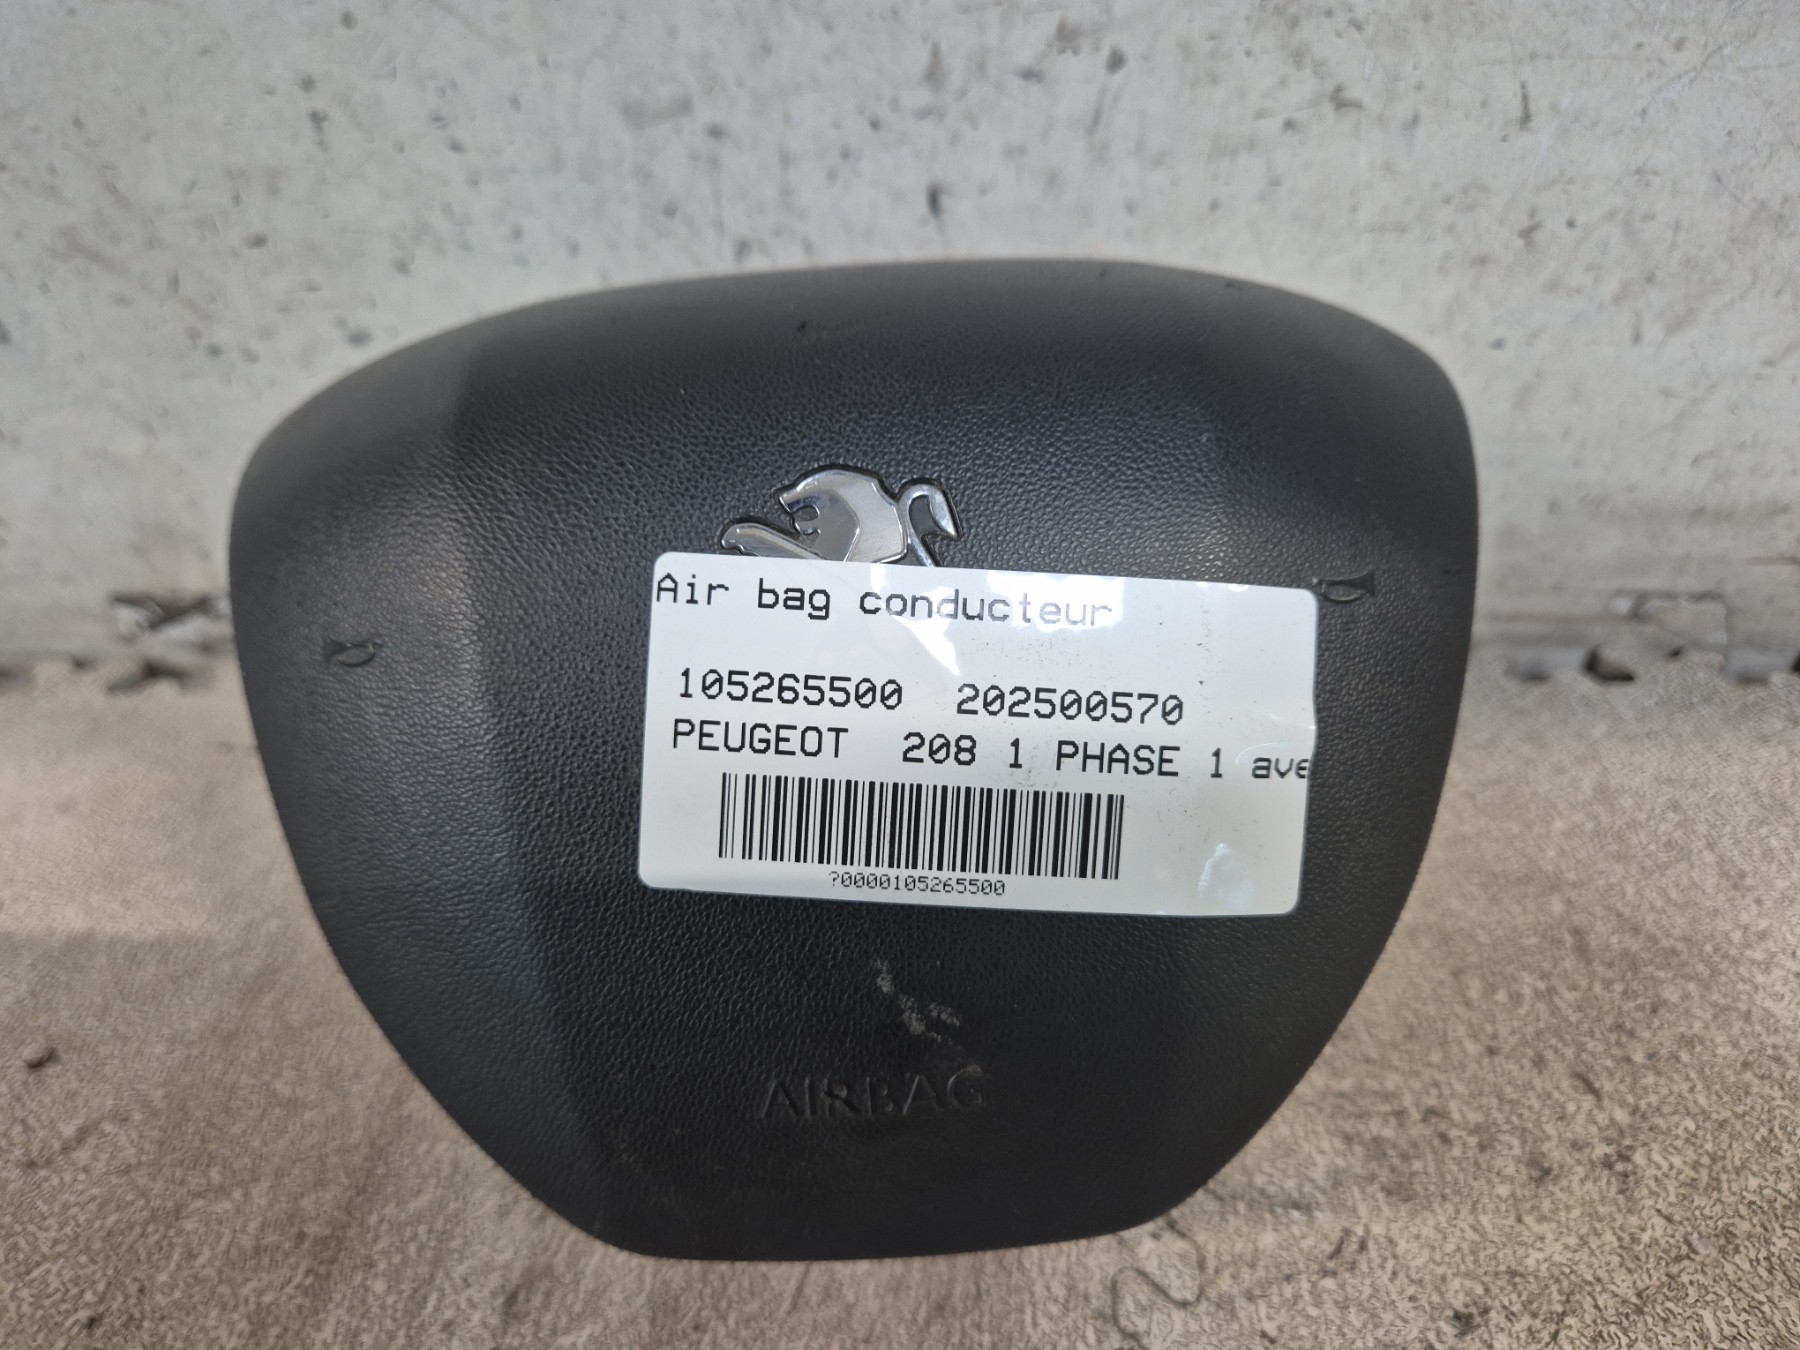 Air bag conducteur
105265500 202500570
PEUGEOT 208 1 PHASE 1 ave
?0000105265500
AIRBAG